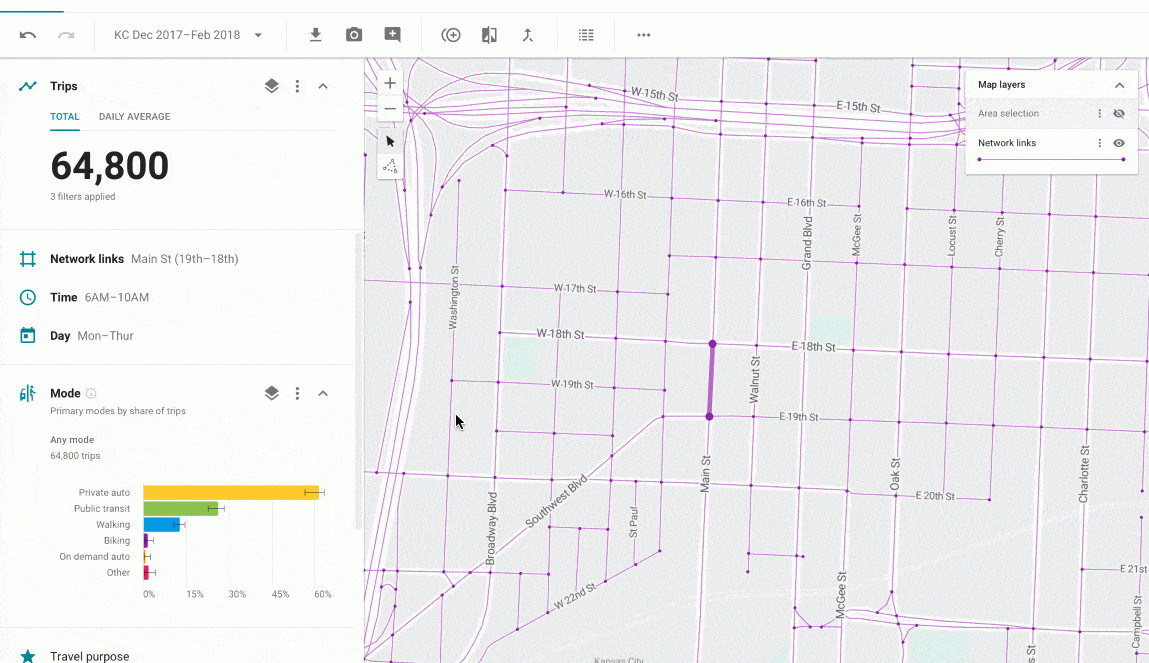 KC Dec 2017–Feb 2018
Trips
TOTAL DAILY AVERAGE
64,800
3 filters applied
Network links Main St (19th–18th)
Time 6AM–10AM
Day Mon–Thur
Mode
Primary modes by share of trips
Any mode
64,800 trips
Private auto
Public transit
Walking
Biking
On demand auto
Other
0% 15% 30% 45% 60%
Travel purpose
Map layers
Area selection
Network links
W 15th St
E 15th St
W 16th St
E 16th St
Grand Blvd
McGee St
Locust St
Cherry St
Washington St
W 17th St
W 18th St
E 18th St
Walnut St
W 19th St
E 19th St
Main St
Oak St
Charlotte St
E 20th St
Southwest Blvd
Broadway Blvd
St Paul
E 21st
W 22nd St
McGee St
Campbell St
s St
Kansas City